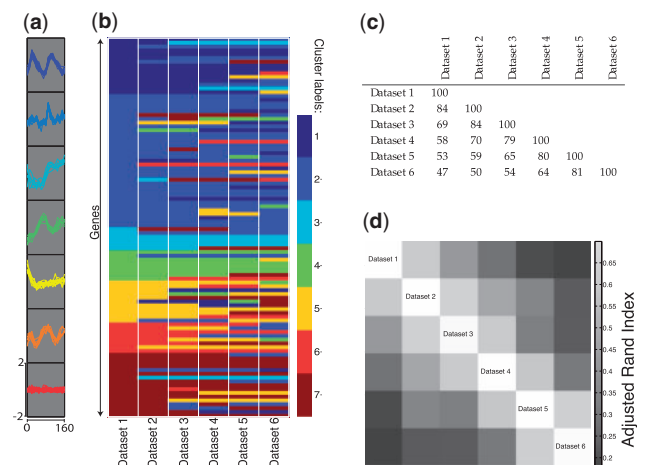 (a)
2
-2
0
160
(b)
Genes
Dataset 1
Dataset 2
Dataset 3
Dataset 4
Dataset 5
Dataset 6
Cluster labels:
1
2
3
4
5
6
7
(c)
Dataset 1
Dataset 2
Dataset 3
Dataset 4
Dataset 5
Dataset 6
Dataset 1 100
Dataset 2 84 100
Dataset 3 69 84 100
Dataset 4 58 70 79 100
Dataset 5 53 59 65 80 100
Dataset 6 47 50 54 64 81 100
(d)
Dataset 1
Dataset 2
Dataset 3
Dataset 4
Dataset 5
Dataset 6
0.65
0.6
0.55
0.5
0.45
0.4
0.35
0.3
0.25
0.2
Adjusted Rand Index